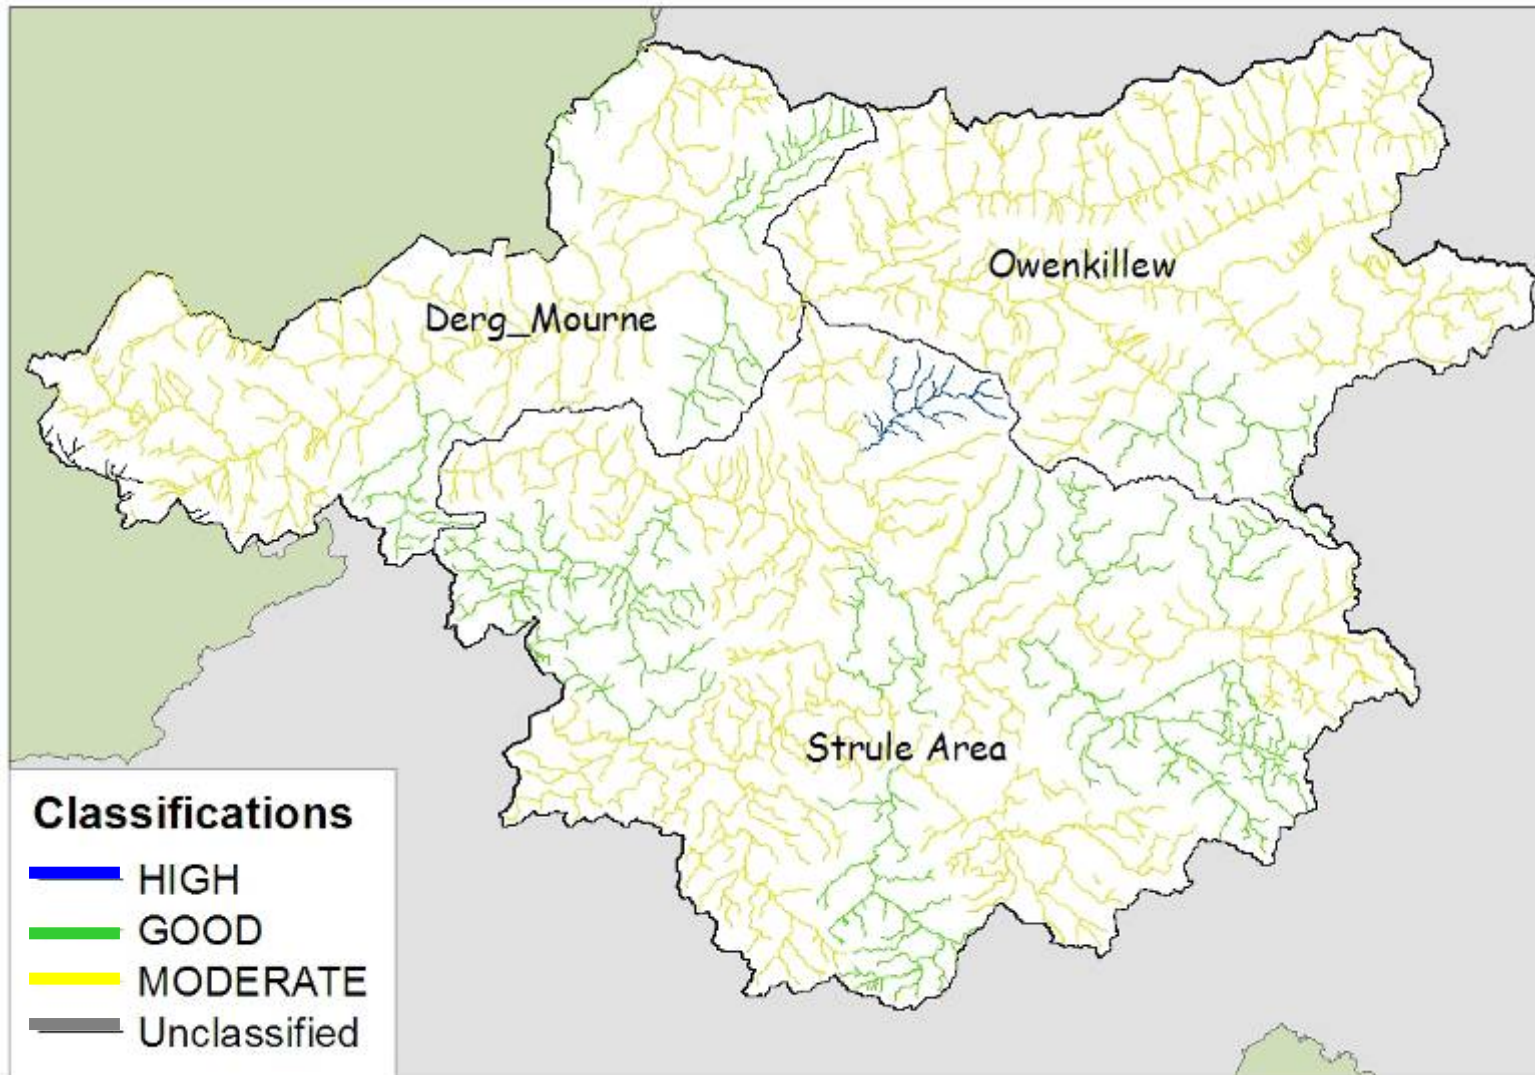 Owenkillew
Derg_Mourne
Strule Area
Classifications
HIGH
GOOD
MODERATE
Unclassified